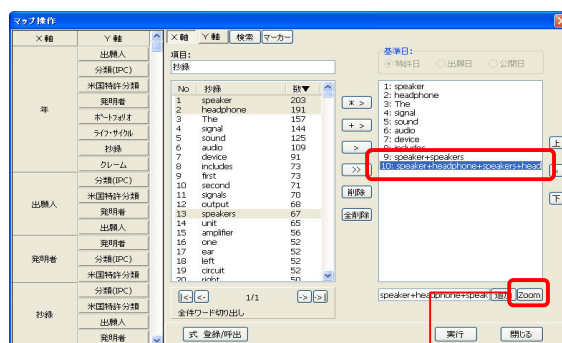 マップ操作
X 軸 Y 軸
年
出願人
分類(IPC)
米国特許分類
発明者
ポートフォリオ
ライフ・サイクル
抄録
クレーム
出願人
分類(IPC)
米国特許分類
発明者
出願人
発明者
発明者
分類(IPC)
米国特許分類
抄録
分類(IPC)
米国特許分類
出願人
発明者
X 軸 Y 軸 検索 マーカー
項目:
抄録
No 抄録 数▼
1 speaker 203
2 headphone 191
3 The 157
4 signal 144
5 sound 125
6 audio 109
7 device 91
8 includes 73
9 first 73
10 second 71
11 signals 70
12 output 68
13 speakers 67
14 unit 65
15 amplifier 56
16 one 52
17 ear 52
18 left 52
19 circuit 52
20 right 50
|<- <- 1/1 -> ->|
全件ワード切り出し
式 登録/呼出
* >
+ >
>
>>
削除
全削除
基準日:
特許日 出願日 公開日
1: speaker
2: headphone
3: The
4: signal
5: sound
6: audio
7: device
8: includes
9: speaker+speakers
10: speaker+headphone+speakers+head
上
下
speaker+headphone+speak 追加 Zoom
実行 閉じる